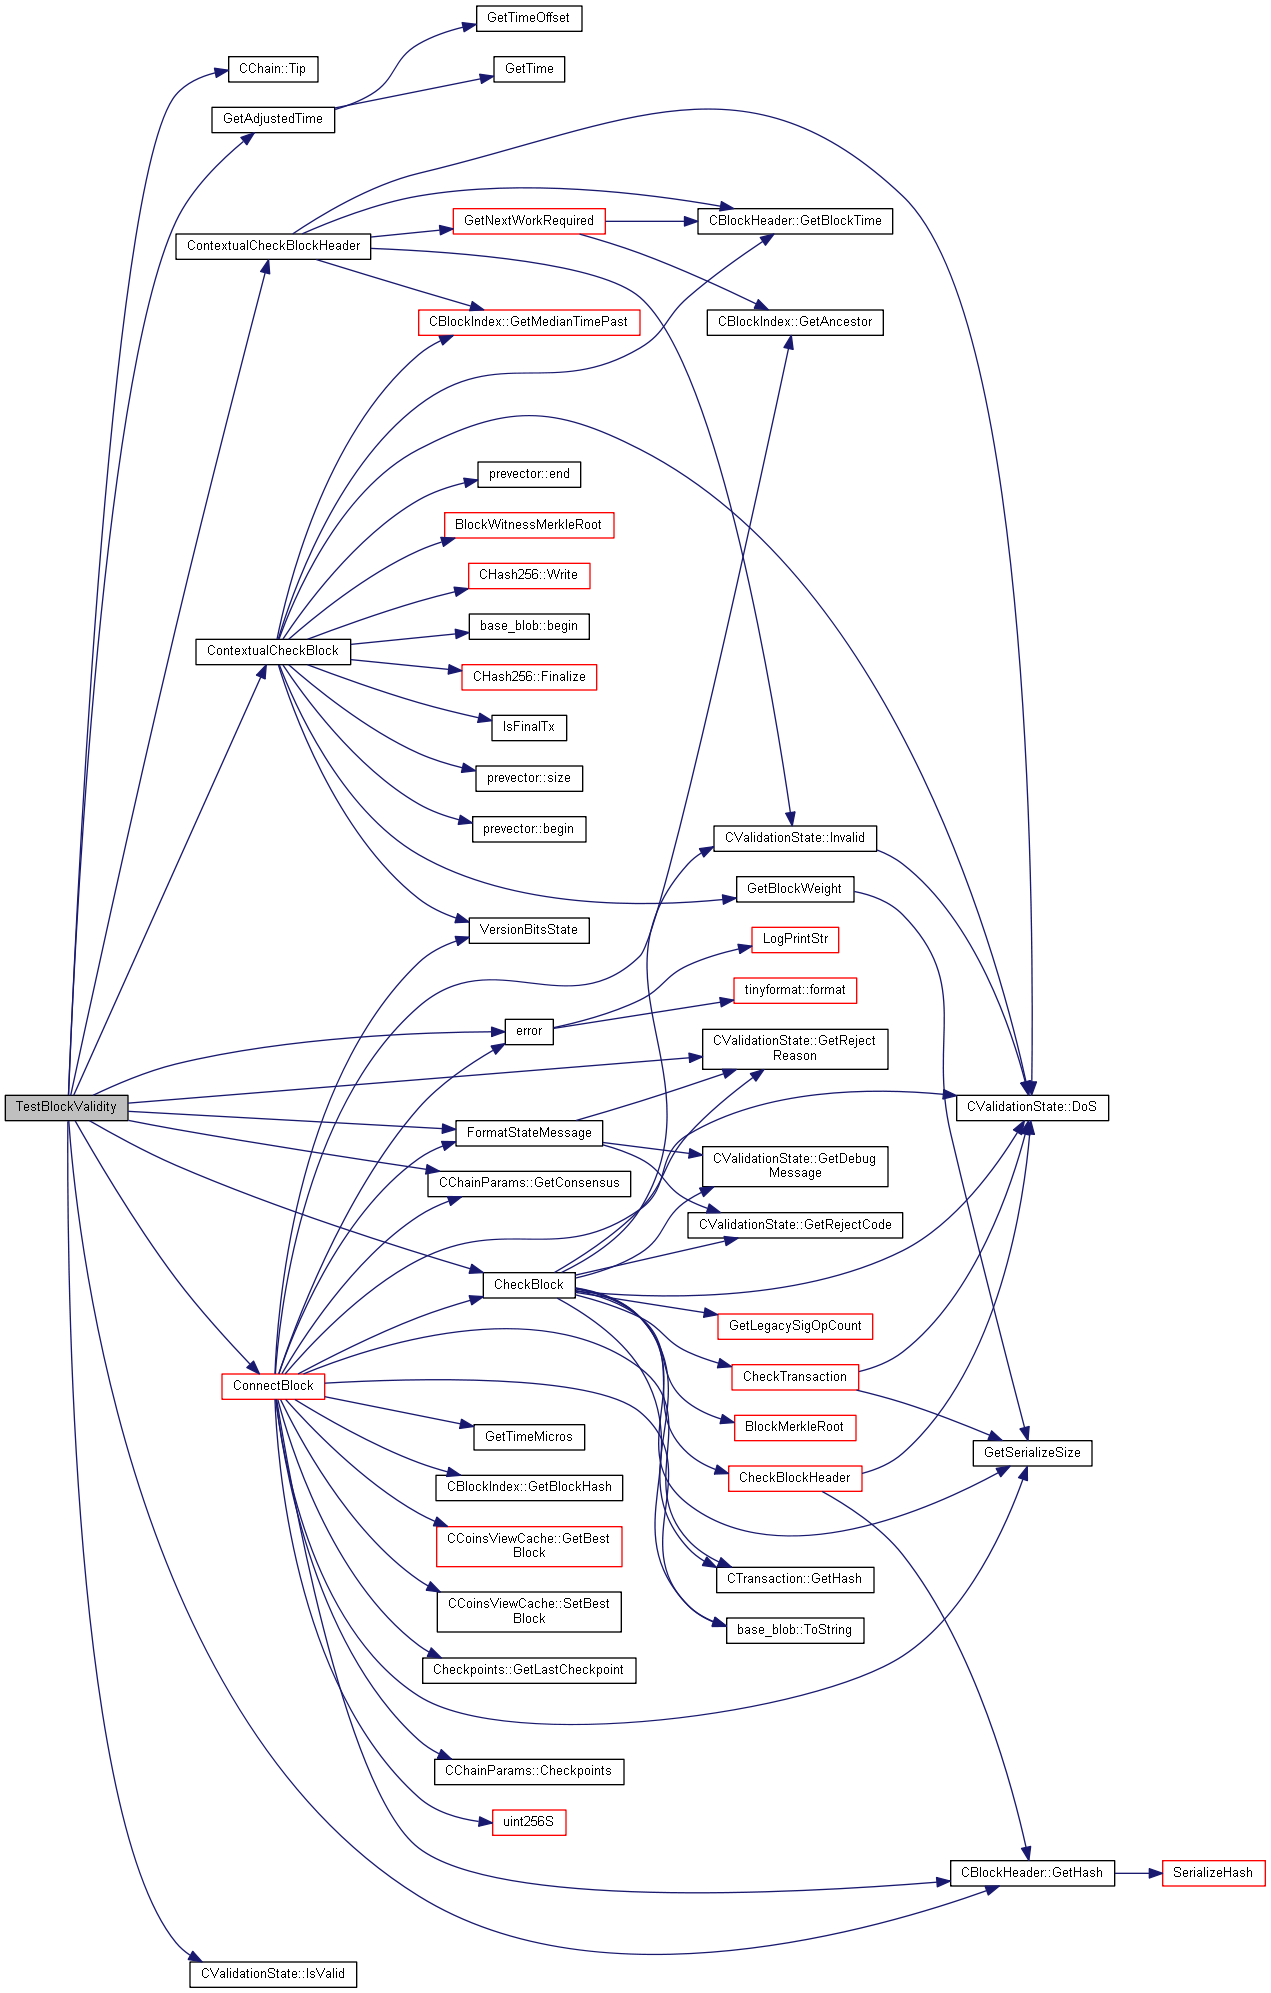 GetTimeOffset
CChain::Tip
GetTime
GetAdjustedTime
ContextualCheckBlockHeader
GetNextWorkRequired
CBlockHeader::GetBlockTime
CBlockIndex::GetMedianTimePast
CBlockIndex::GetAncestor
prevector::end
BlockWitnessMerkleRoot
CHash256::Write
base_blob::begin
ContextualCheckBlock
CHash256::Finalize
IsFinalTx
prevector::size
prevector::begin
CValidationState::Invalid
GetBlockWeight
VersionBitsState
LogPrintStr
tinyformat::format
error
CValidationState::GetReject
Reason
TestBlockValidity
CValidationState::DoS
FormatStateMessage
CValidationState::GetDebug
Message
CChainParams::GetConsensus
CValidationState::GetRejectCode
CheckBlock
GetLegacySigOpCount
CheckTransaction
ConnectBlock
BlockMerkleRoot
GetTimeMicros
GetSerializeSize
CheckBlockHeader
CBlockIndex::GetBlockHash
CCoinsViewCache::GetBest
Block
CTransaction::GetHash
CCoinsViewCache::SetBest
Block
base_blob::ToString
Checkpoints::GetLastCheckpoint
CChainParams::Checkpoints
uint256S
CBlockHeader::GetHash
SerializeHash
CValidationState::IsValid